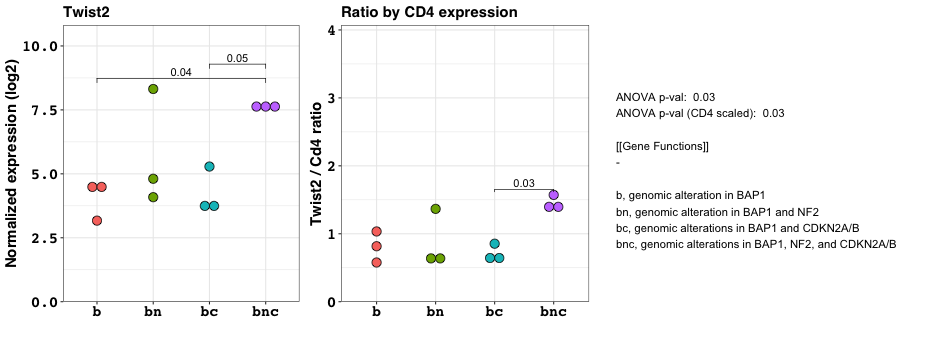 Twist2
Normalized expression (log2)
10.0
7.5
5.0
2.5
0.0
0.04
0.05
b
bn
bc
bnc
Ratio by CD4 expression
Twist2 / Cd4 ratio
4
3
2
1
0
0.03
b
bn
bc
bnc
ANOVA p-val:  0.03
ANOVA p-val (CD4 scaled):  0.03
[[Gene Functions]]
-
b, genomic alteration in BAP1
bn, genomic alteration in BAP1 and NF2
bc, genomic alterations in BAP1 and CDKN2A/B
bnc, genomic alterations in BAP1, NF2, and CDKN2A/B